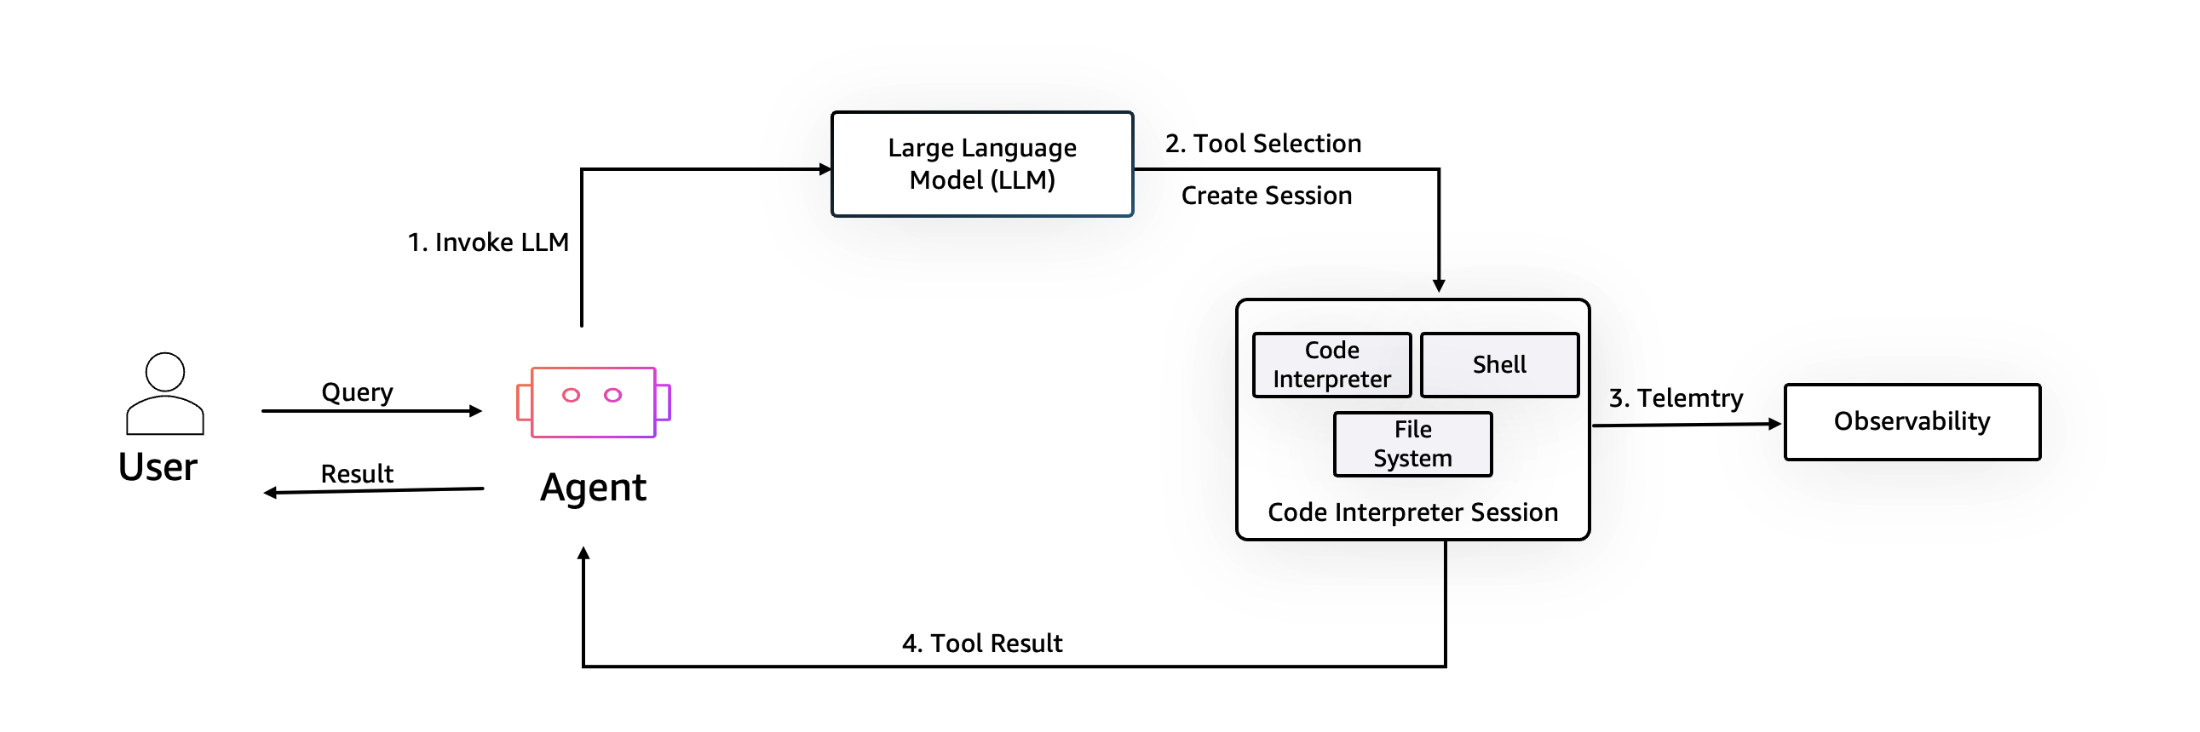 Large Language
Model (LLM)
2. Tool Selection
Create Session
1. Invoke LLM
Code
Interpreter
Shell
File
System
Code Interpreter Session
3. Telemtry
Observability
Query
Result
User
Agent
4. Tool Result